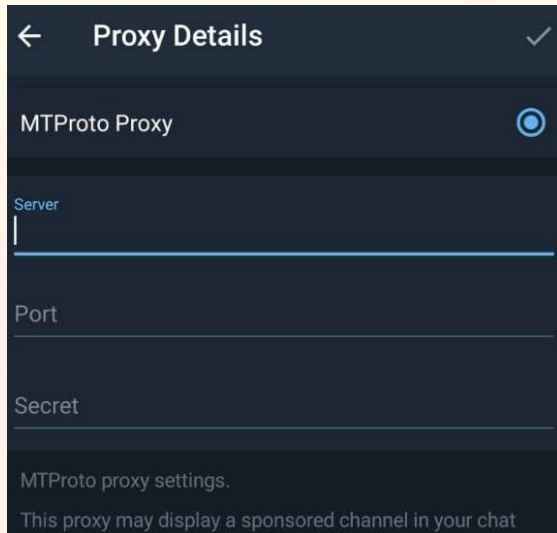 Proxy Details
MTProto Proxy
Server
Port
Secret
MTProto proxy settings.
This proxy may display a sponsored channel in your chat